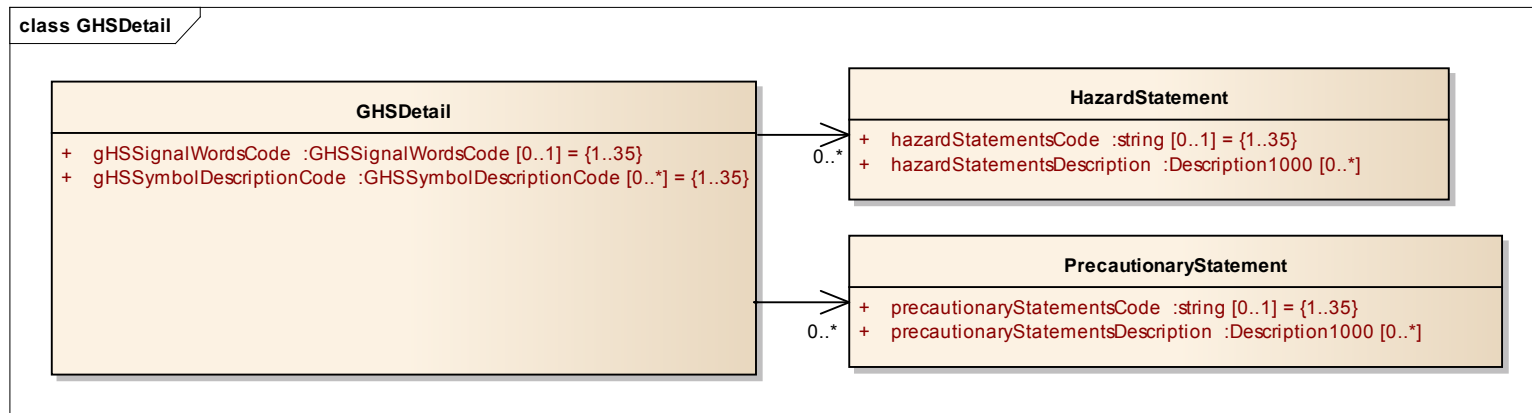 class GHSDetail
GHSDetail
+ gHSSignalWordsCode :GHSSignalWordsCode [0..1] = {1..35}
+ gHSSymbolDescriptionCode :GHSSymbolDescriptionCode [0..*] = {1..35}
0..*
HazardStatement
+ hazardStatementsCode :string [0..1] = {1..35}
+ hazardStatementsDescription :Description1000 [0..*]
0..*
PrecautionaryStatement
+ precautionaryStatementsCode :string [0..1] = {1..35}
+ precautionaryStatementsDescription :Description1000 [0..*]